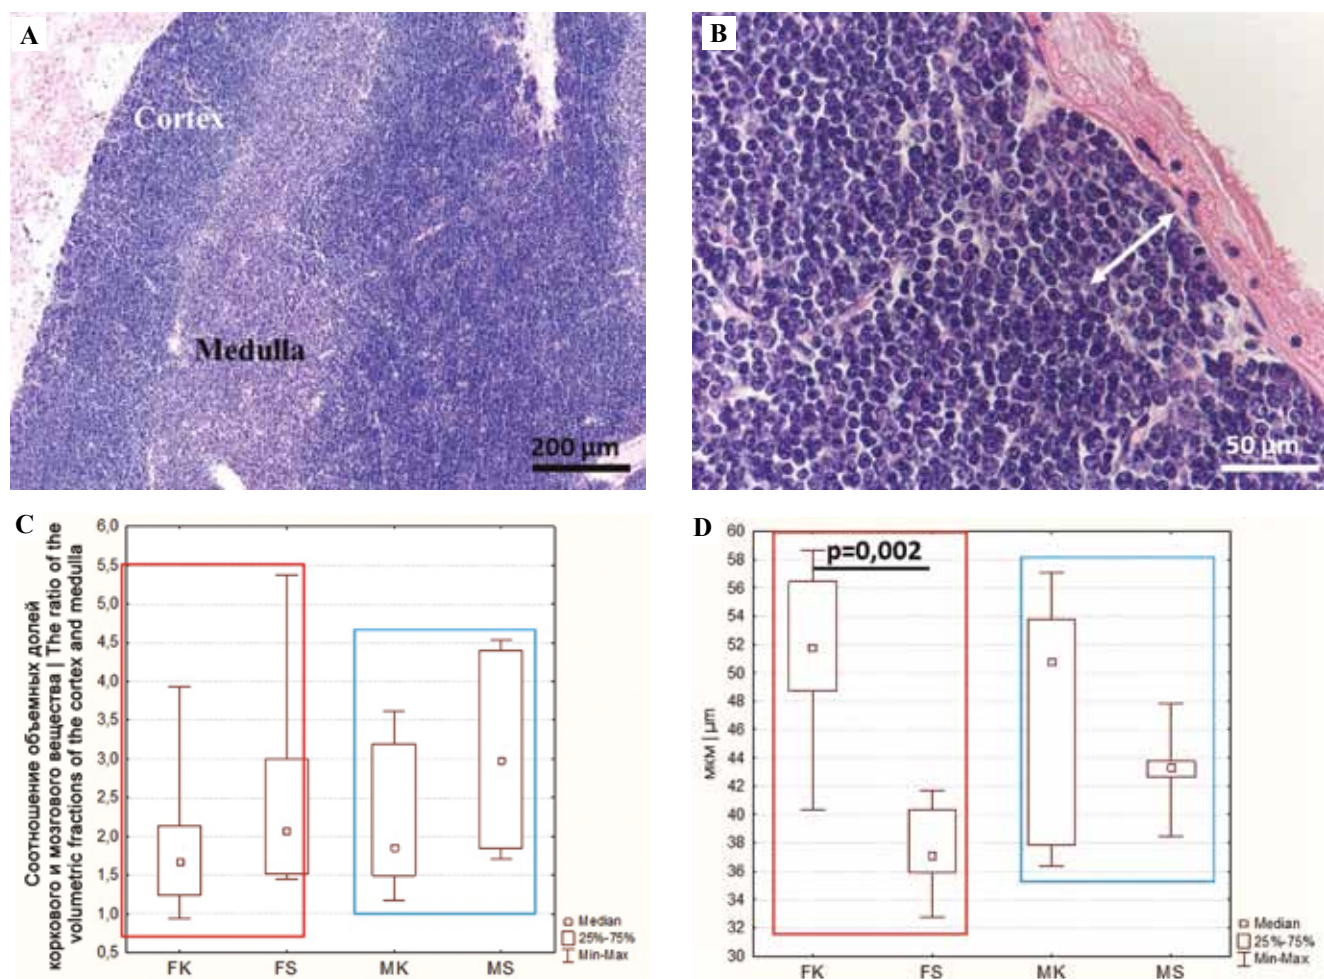 A
Cortex
Medulla
200 µm
B
50 µm
C
Соотношение объемных долей
коркового и мозгового вещества | The ratio of the
volumetric fractions of the cortex and medulla
6,0
5,5
5,0
4,5
4,0
3,5
3,0
2,5
2,0
1,5
1,0
0,5
FK
FS
MK
MS
Median
25%-75%
Min-Max
D
мкм | µm
60
58
56
54
52
50
48
46
44
42
40
38
36
34
32
30
p=0,002
FK
FS
MK
MS
Median
25%-75%
Min-Max